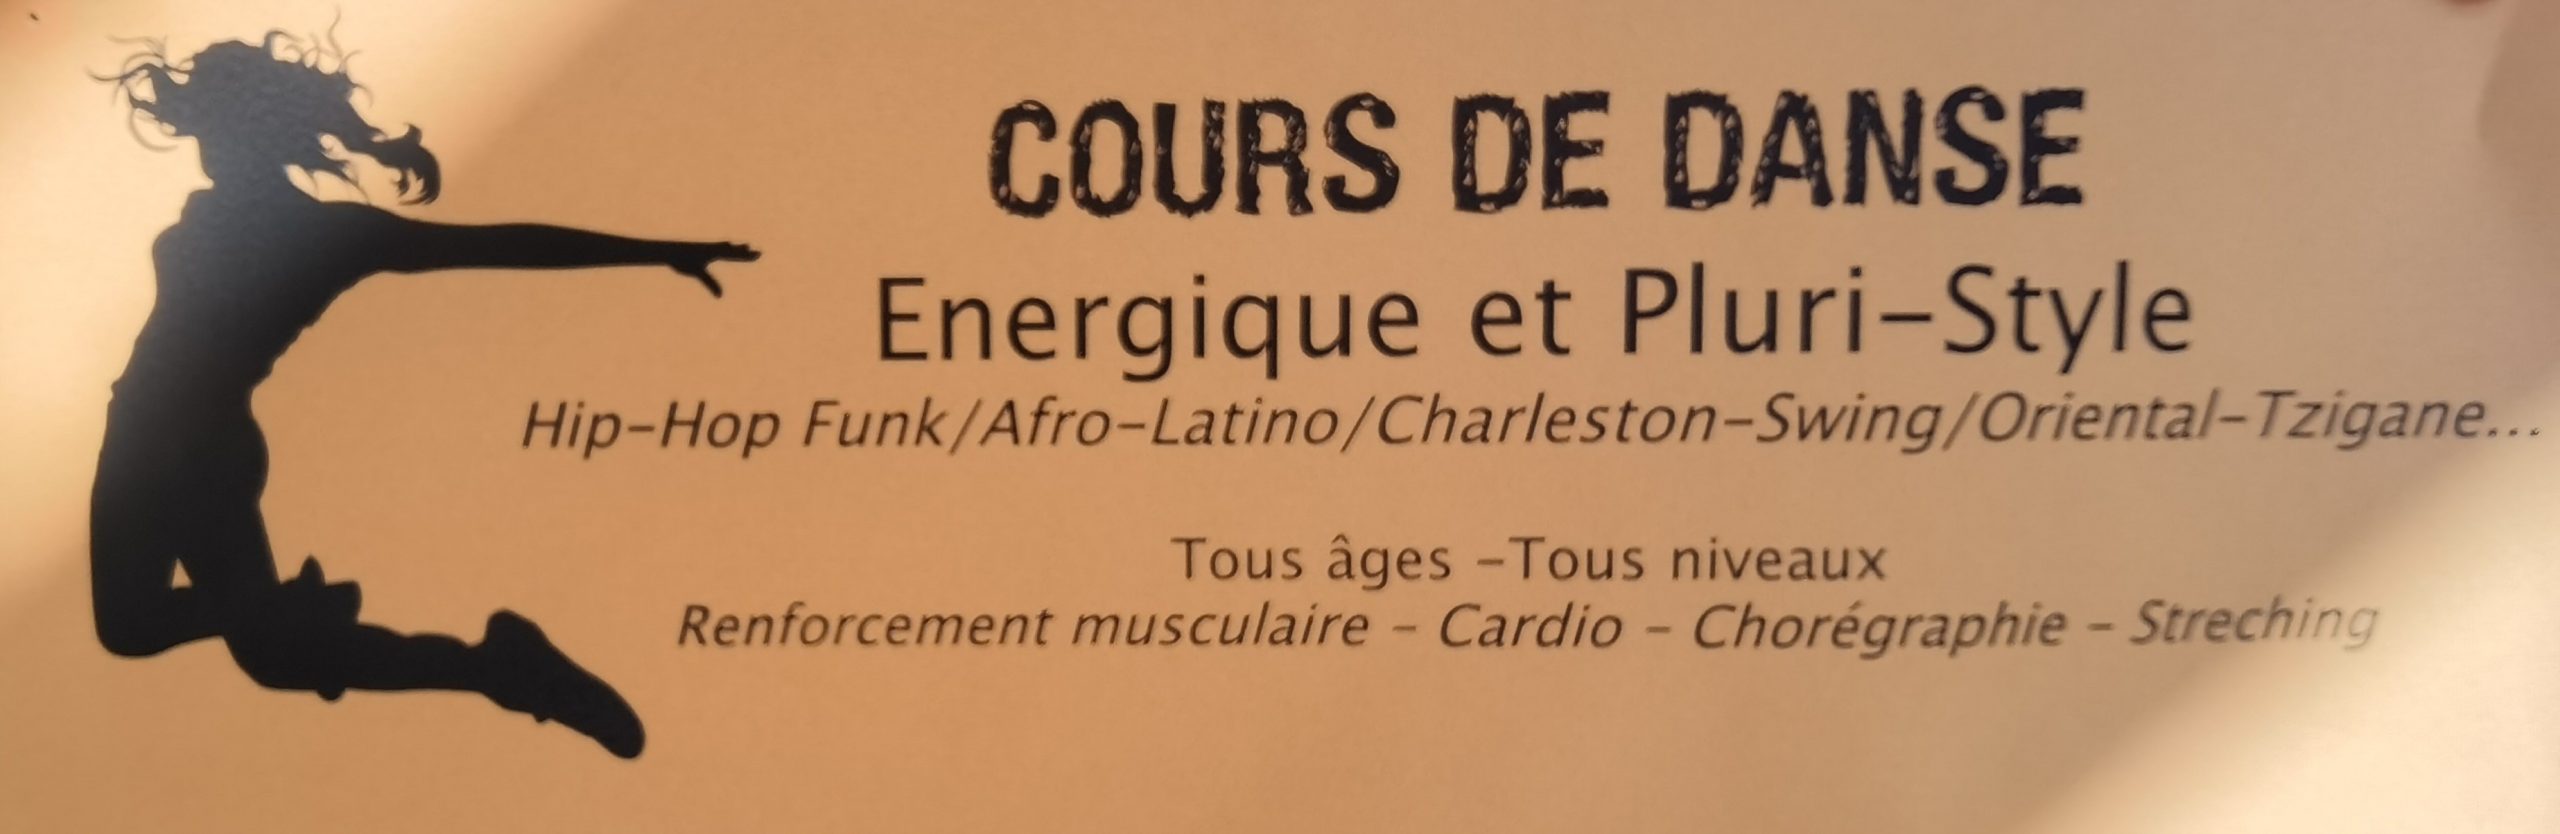 COURS DE DANSE
Energique et Pluri-Style
Hip-Hop Funk/Afro-Latino/Charleston-Swing/Oriental-Tzigane...
Tous âges -Tous niveaux
Renforcement musculaire - Cardio - Chorégraphie - Streching